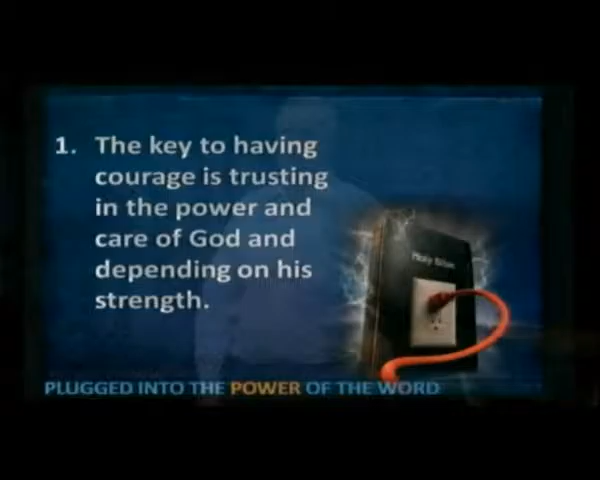 1. The key to having
courage is trusting
in the power and
care of God and
depending on his
strength.
Holy Bible
PLUGGED INTO THE POWER OF THE WORD